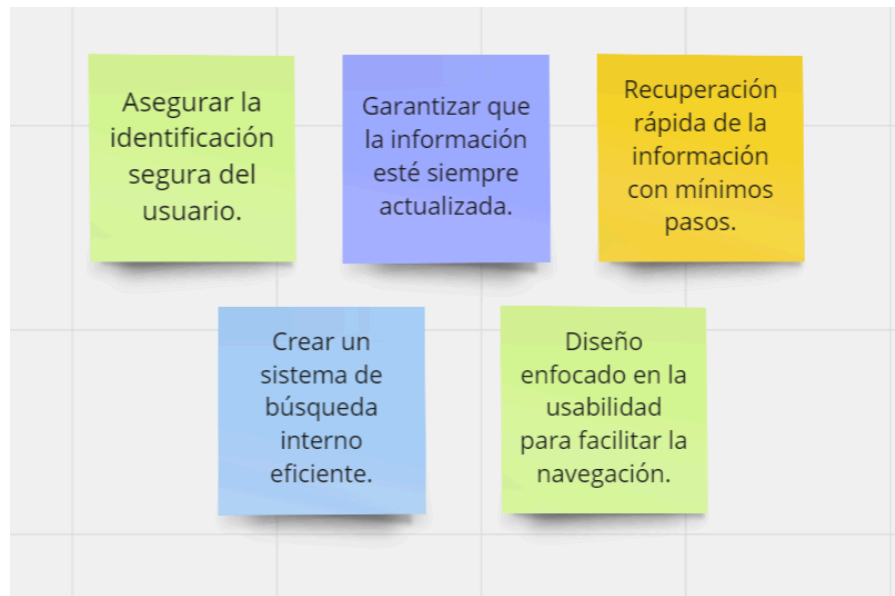 Asegurar la
identificación
segura del
usuario.
Garantizar que
la información
esté siempre
actualizada.
Recuperación
rápida de la
información
con mínimos
pasos.
Crear un
sistema de
búsqueda
interno
eficiente.
Diseño
enfocado en la
usabilidad
para facilitar la
navegación.